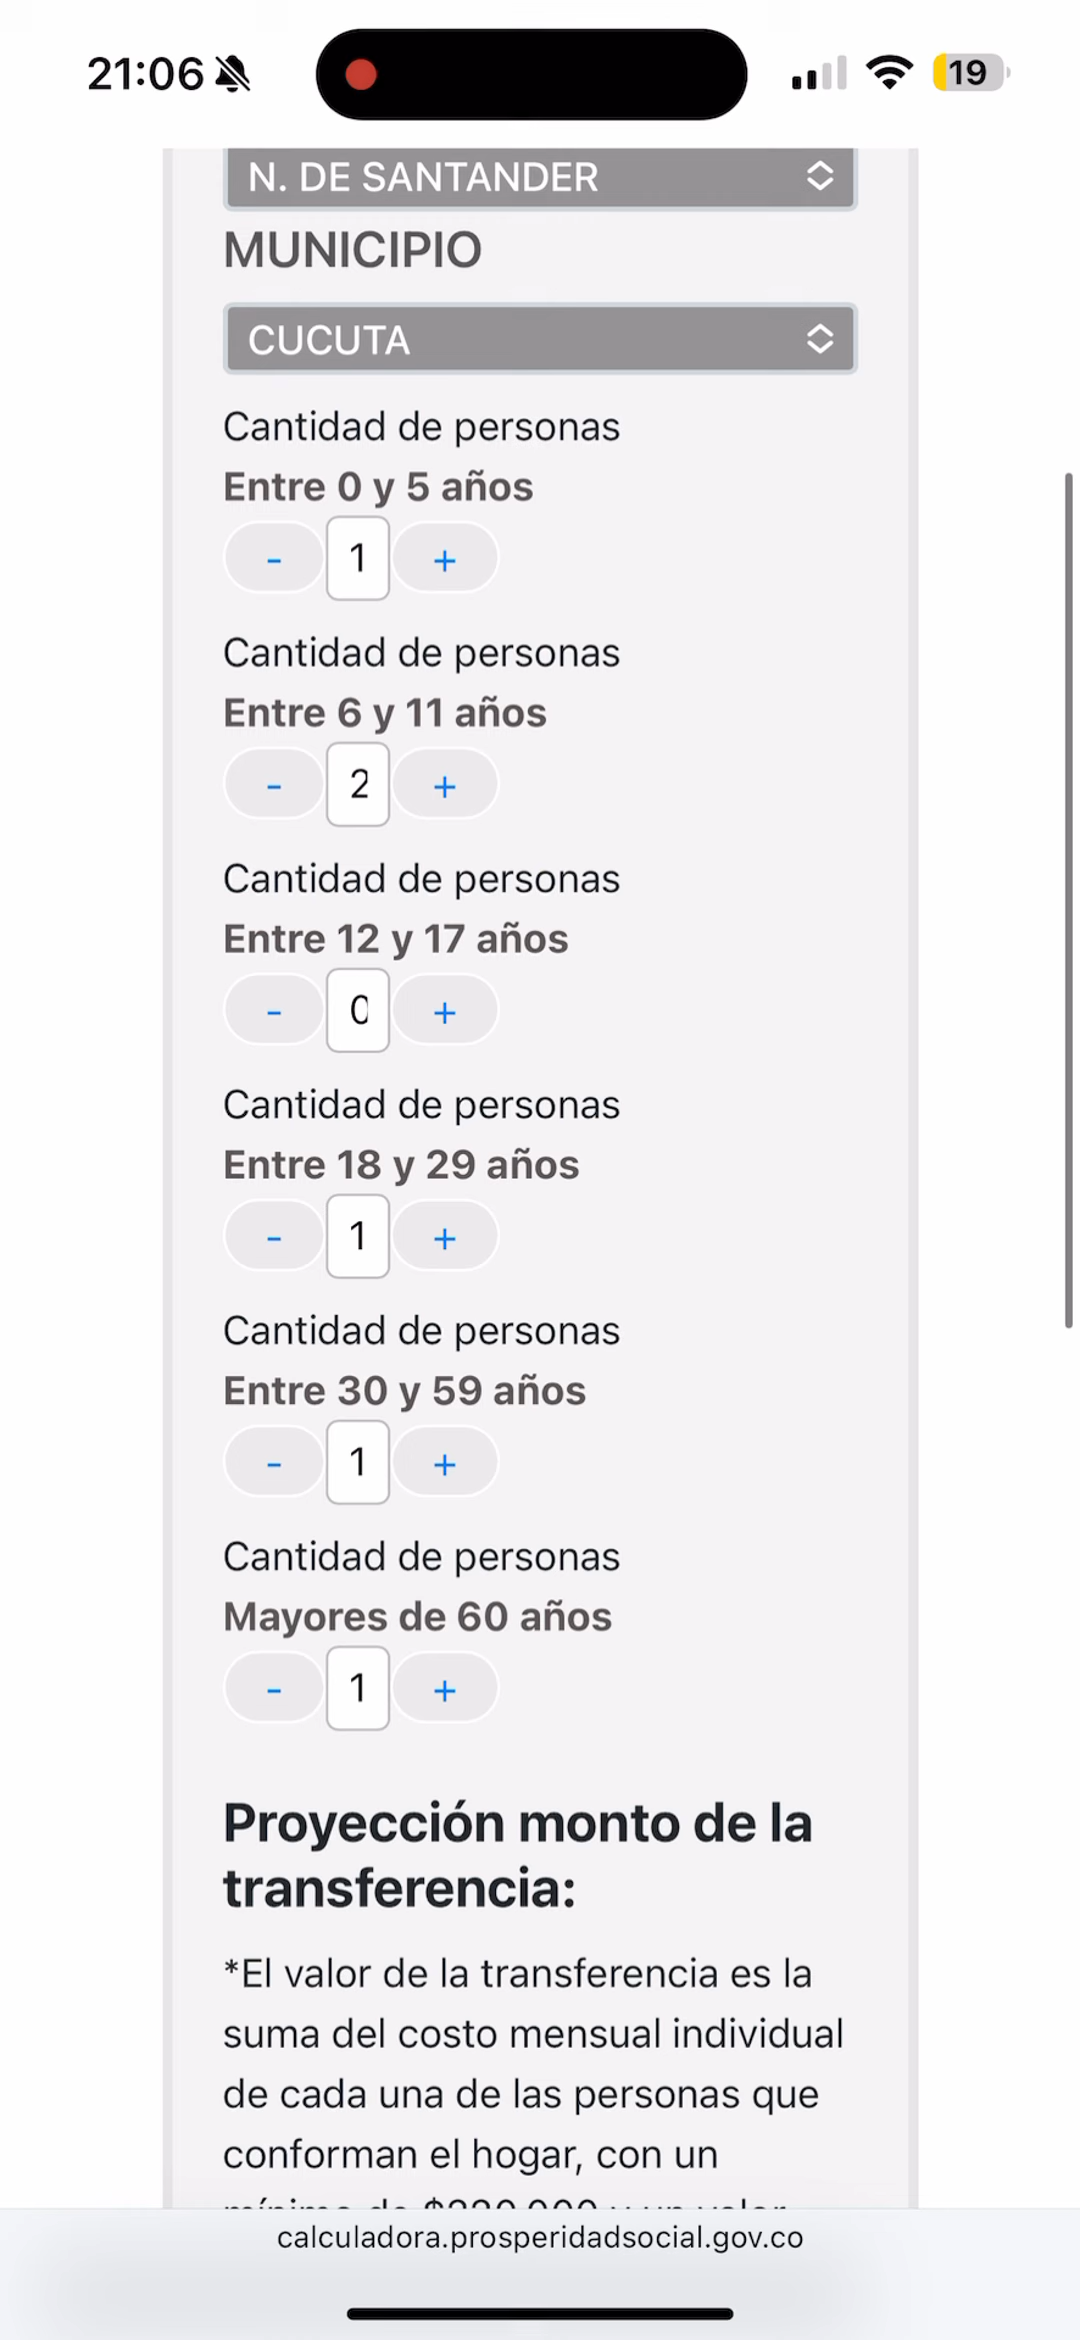 21:06
19
N. DE SANTANDER
MUNICIPIO
CUCUTA
Cantidad de personas
Entre 0 y 5 años
- 1 +
Cantidad de personas
Entre 6 y 11 años
- 2 +
Cantidad de personas
Entre 12 y 17 años
- 0 +
Cantidad de personas
Entre 18 y 29 años
- 1 +
Cantidad de personas
Entre 30 y 59 años
- 1 +
Cantidad de personas
Mayores de 60 años
- 1 +
Proyección monto de la
transferencia:
*El valor de la transferencia es la
suma del costo mensual individual
de cada una de las personas que
conforman el hogar, con un
mínimo de y un valor
calculadora.prosperidadsocial.gov.co